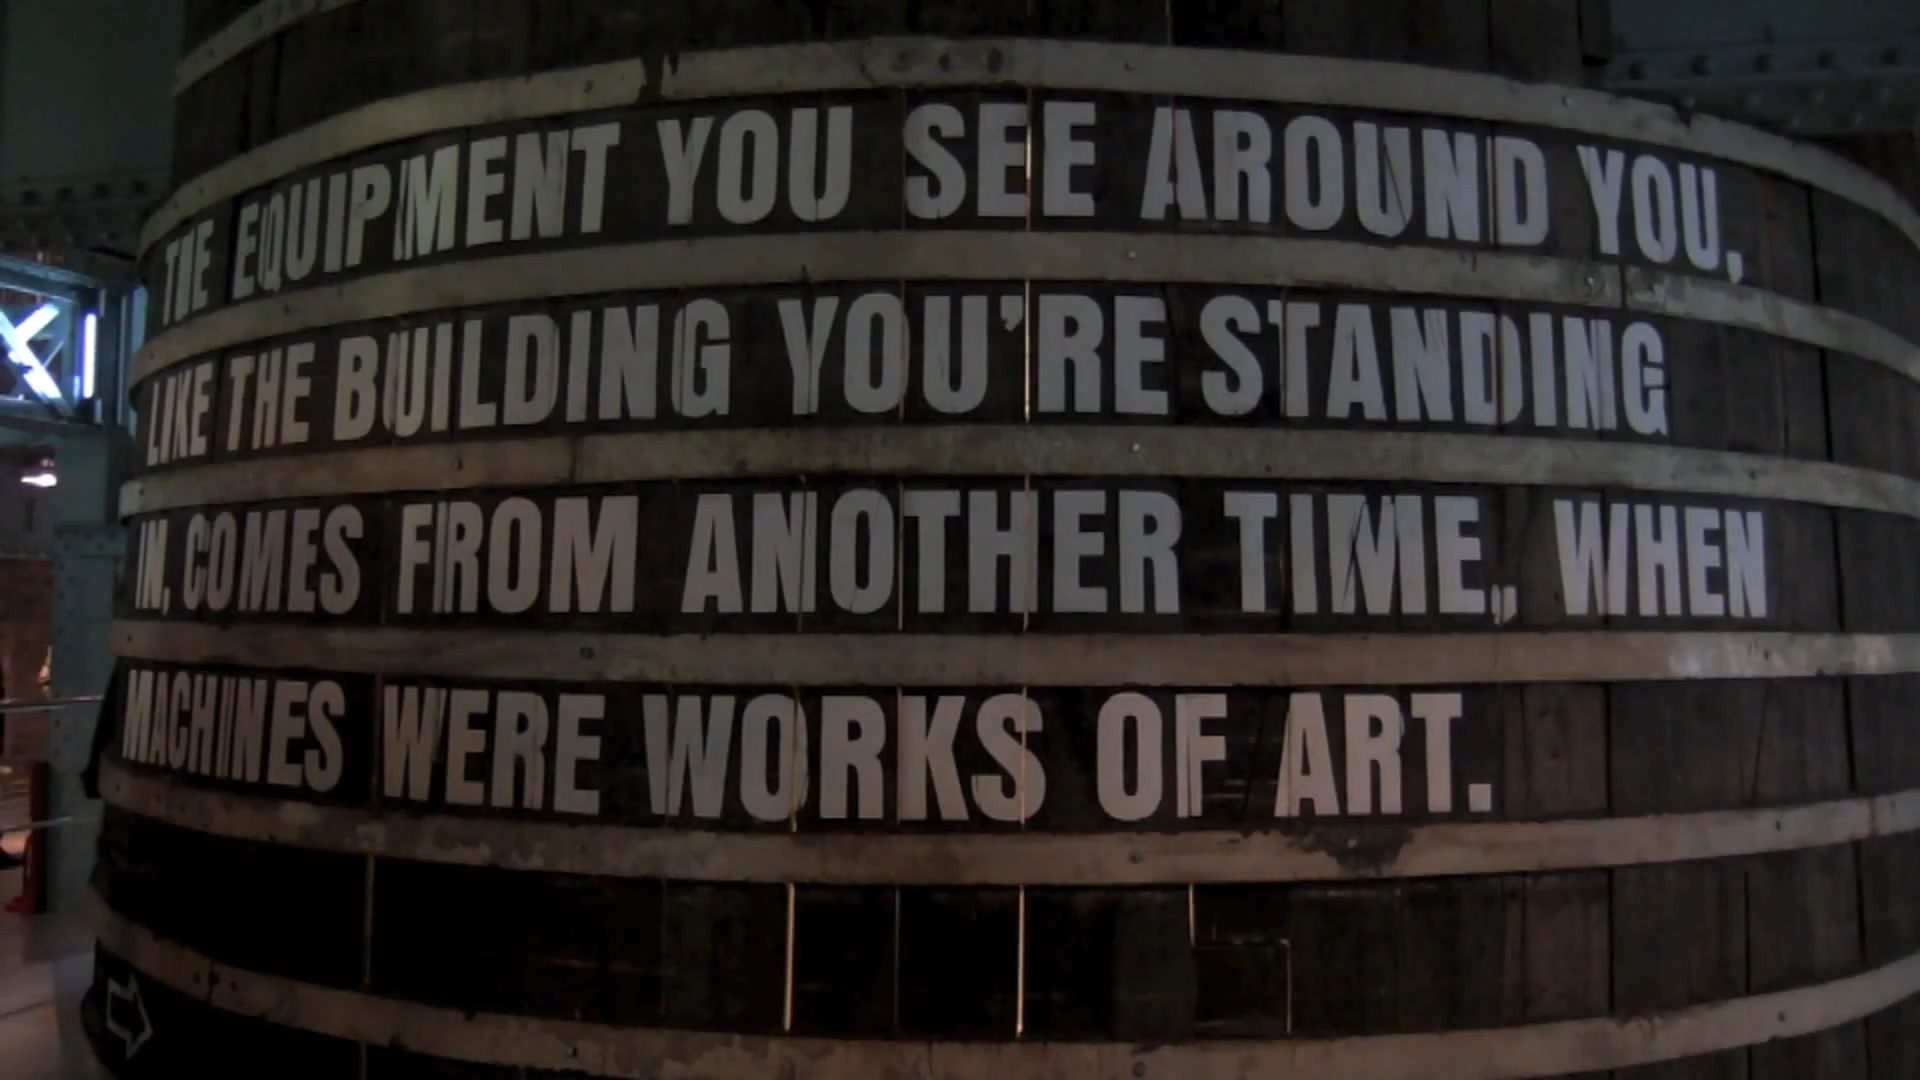 THE EQUIPMENT YOU SEE AROUND YOU,
LIKE THE BUILDING YOU'RE STANDING
IN, COMES FROM ANOTHER TIME,, WHEN
MACHINES WERE WORKS OF ART.
XI